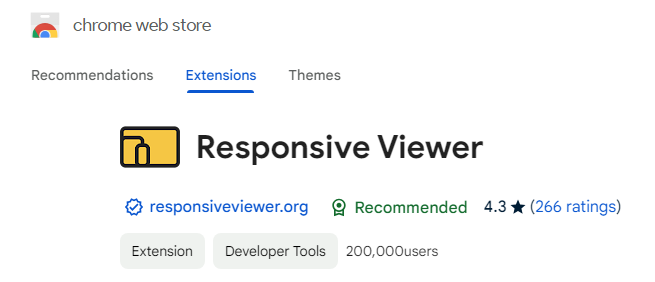 chrome web store
Recommendations Extensions Themes
Responsive Viewer
responsiveviewer.org Recommended 4.3 ★ (266 ratings)
Extension Developer Tools 200,000users